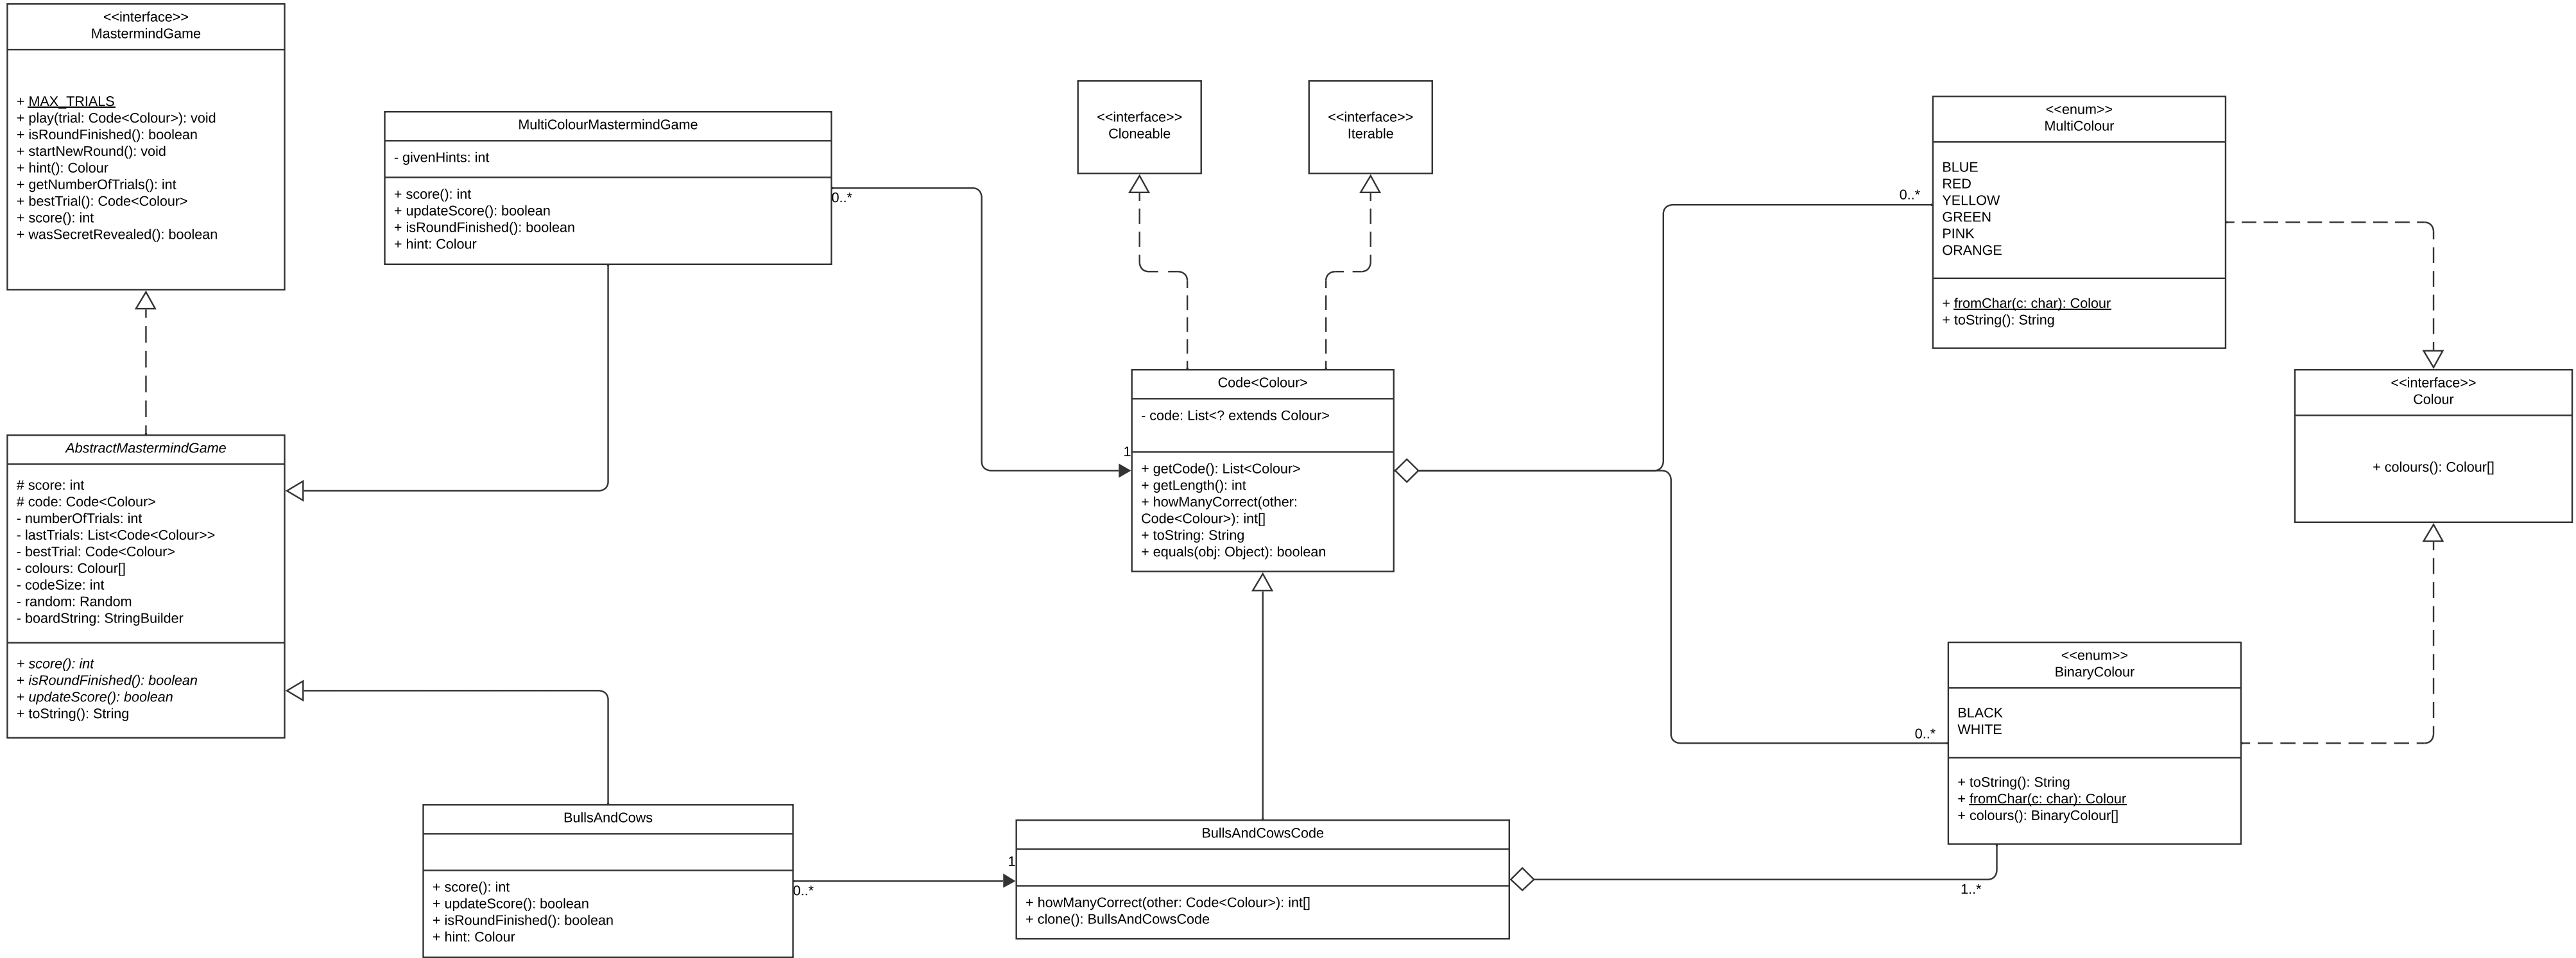 <<interface>>
MastermindGame
+ MAX_TRIALS
+ play(trial: Code<Colour>): void
+ isRoundFinished(): boolean
+ startNewRound(): void
+ hint(): Colour
+ getNumberOfTrials(): int
+ bestTrial(): Code<Colour>
+ score(): int
+ wasSecretRevealed(): boolean
AbstractMastermindGame
# score: int
# code: Code<Colour>
- numberOfTrials: int
- lastTrials: List<Code<Colour>>
- bestTrial: Code<Colour>
- colours: Colour[]
- codeSize: int
- random: Random
- boardString: StringBuilder
+ score(): int
+ isRoundFinished(): boolean
+ updateScore(): boolean
+ toString(): String
MultiColourMastermindGame
- givenHints: int
+ score(): int
+ updateScore(): boolean
+ isRoundFinished(): boolean
+ hint: Colour
0..*
1
BullsAndCows
+ score(): int
+ updateScore(): boolean
+ isRoundFinished(): boolean
+ hint: Colour
0..*
1
<<interface>>
Cloneable
<<interface>>
Iterable
Code<Colour>
- code: List<? extends Colour>
+ getCode(): List<Colour>
+ getLength(): int
+ howManyCorrect(other:
Code<Colour>): int[]
+ toString: String
+ equals(obj: Object): boolean
BullsAndCowsCode
+ howManyCorrect(other: Code<Colour>): int[]
+ clone(): BullsAndCowsCode
0..*
<<enum>>
MultiColour
BLUE
RED
YELLOW
GREEN
PINK
ORANGE
+ fromChar(c: char): Colour
+ toString(): String
<<interface>>
Colour
+ colours(): Colour[]
0..*
<<enum>>
BinaryColour
BLACK
WHITE
+ toString(): String
+ fromChar(c: char): Colour
+ colours(): BinaryColour[]
1..*